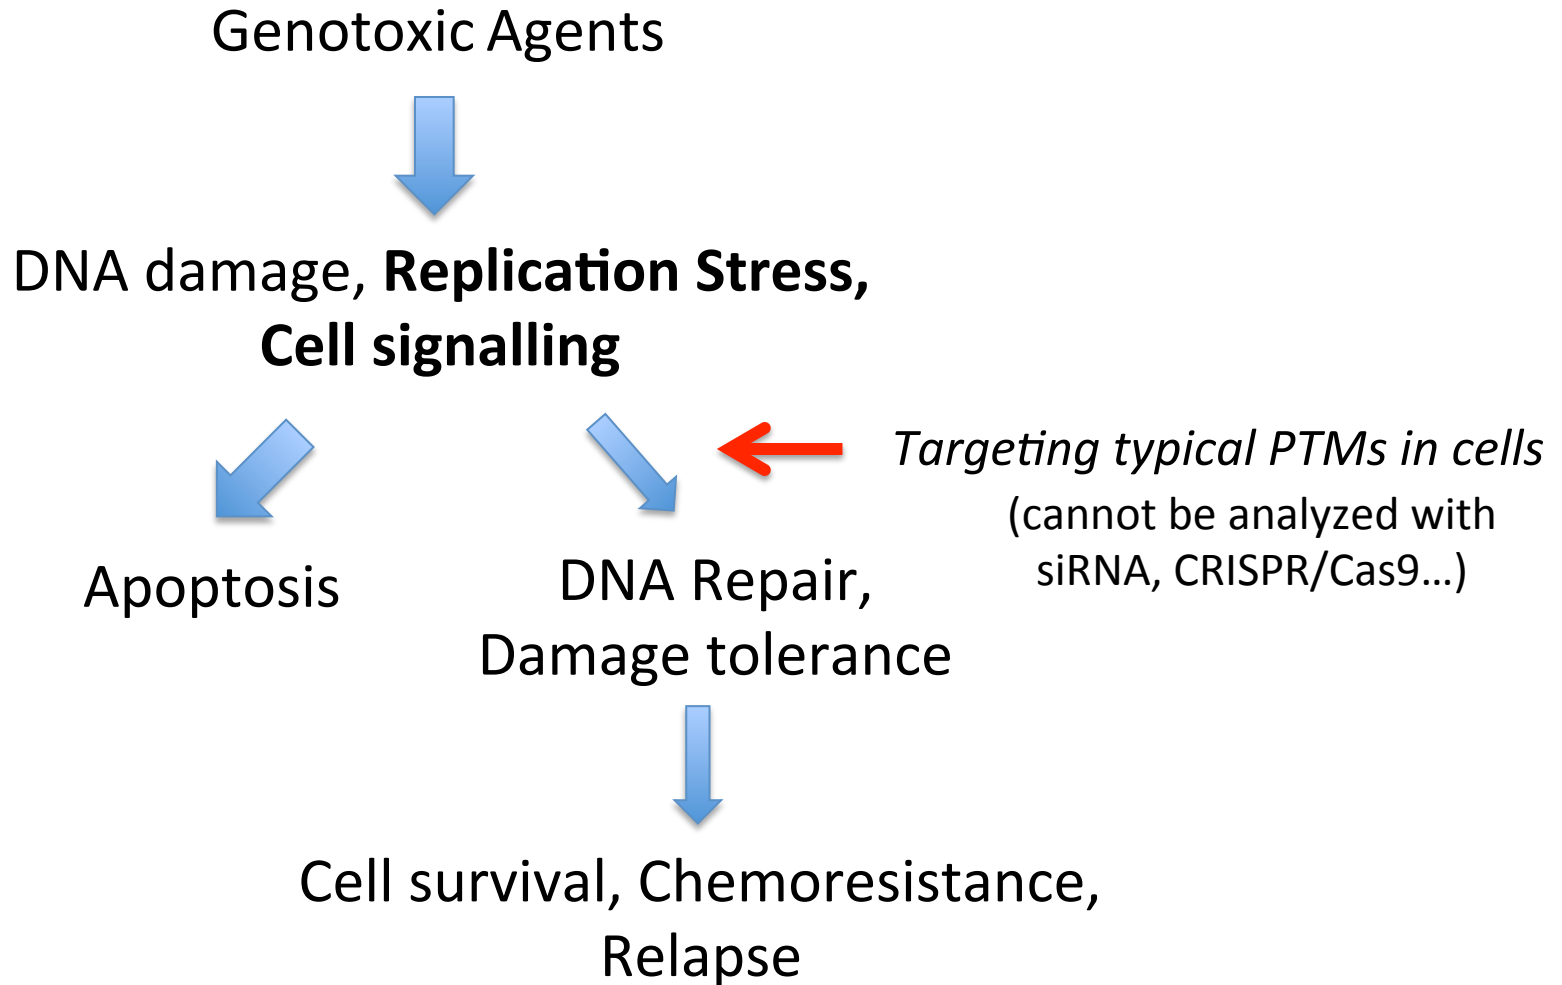 Genotoxic Agents
DNA damage, Replication Stress,
Cell signalling
Targeting typical PTMs in cells
(cannot be analyzed with
siRNA, CRISPR/Cas9…)
Apoptosis
DNA Repair,
Damage tolerance
Cell survival, Chemoresistance,
Relapse